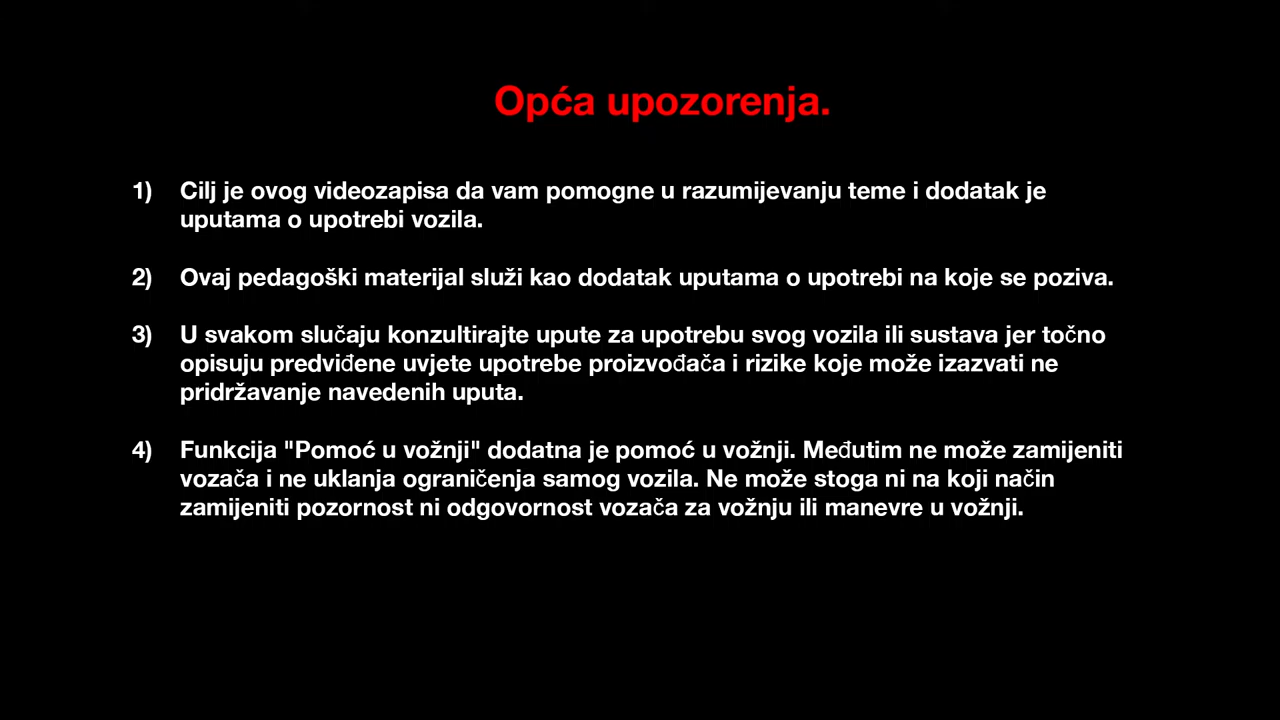 Opća upozorenja.
1) Cilj je ovog videozapisa da vam pomogne u razumijevanju teme i dodatak je
uputama o upotrebi vozila.
2) Ovaj pedagoški materijal služi kao dodatak uputama o upotrebi na koje se poziva.
3) U svakom slučaju konzultirajte upute za upotrebu svog vozila ili sustava jer točno
opisuju predviđene uvjete upotrebe proizvođača i rizike koje može izazvati ne
pridržavanje navedenih uputa.
4) Funkcija "Pomoć u vožnji" dodatna je pomoć u vožnji. Međutim ne može zamijeniti
vozača i ne uklanja ograničenja samog vozila. Ne može stoga ni na koji način
zamijeniti pozornost ni odgovornost vozača za vožnju ili manevre u vožnji.